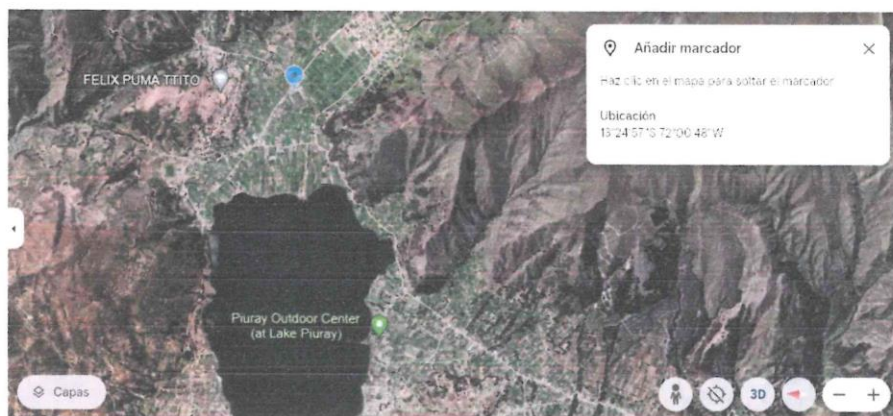 FELIX PUMA TTITO
Piuray Outdoor Center
(at Lake Piuray)
Añadir marcador
Haz clic en el mapa para soltar el marcador
Ubicación
13°24'57"S 72°00'48"W
Capas
3D